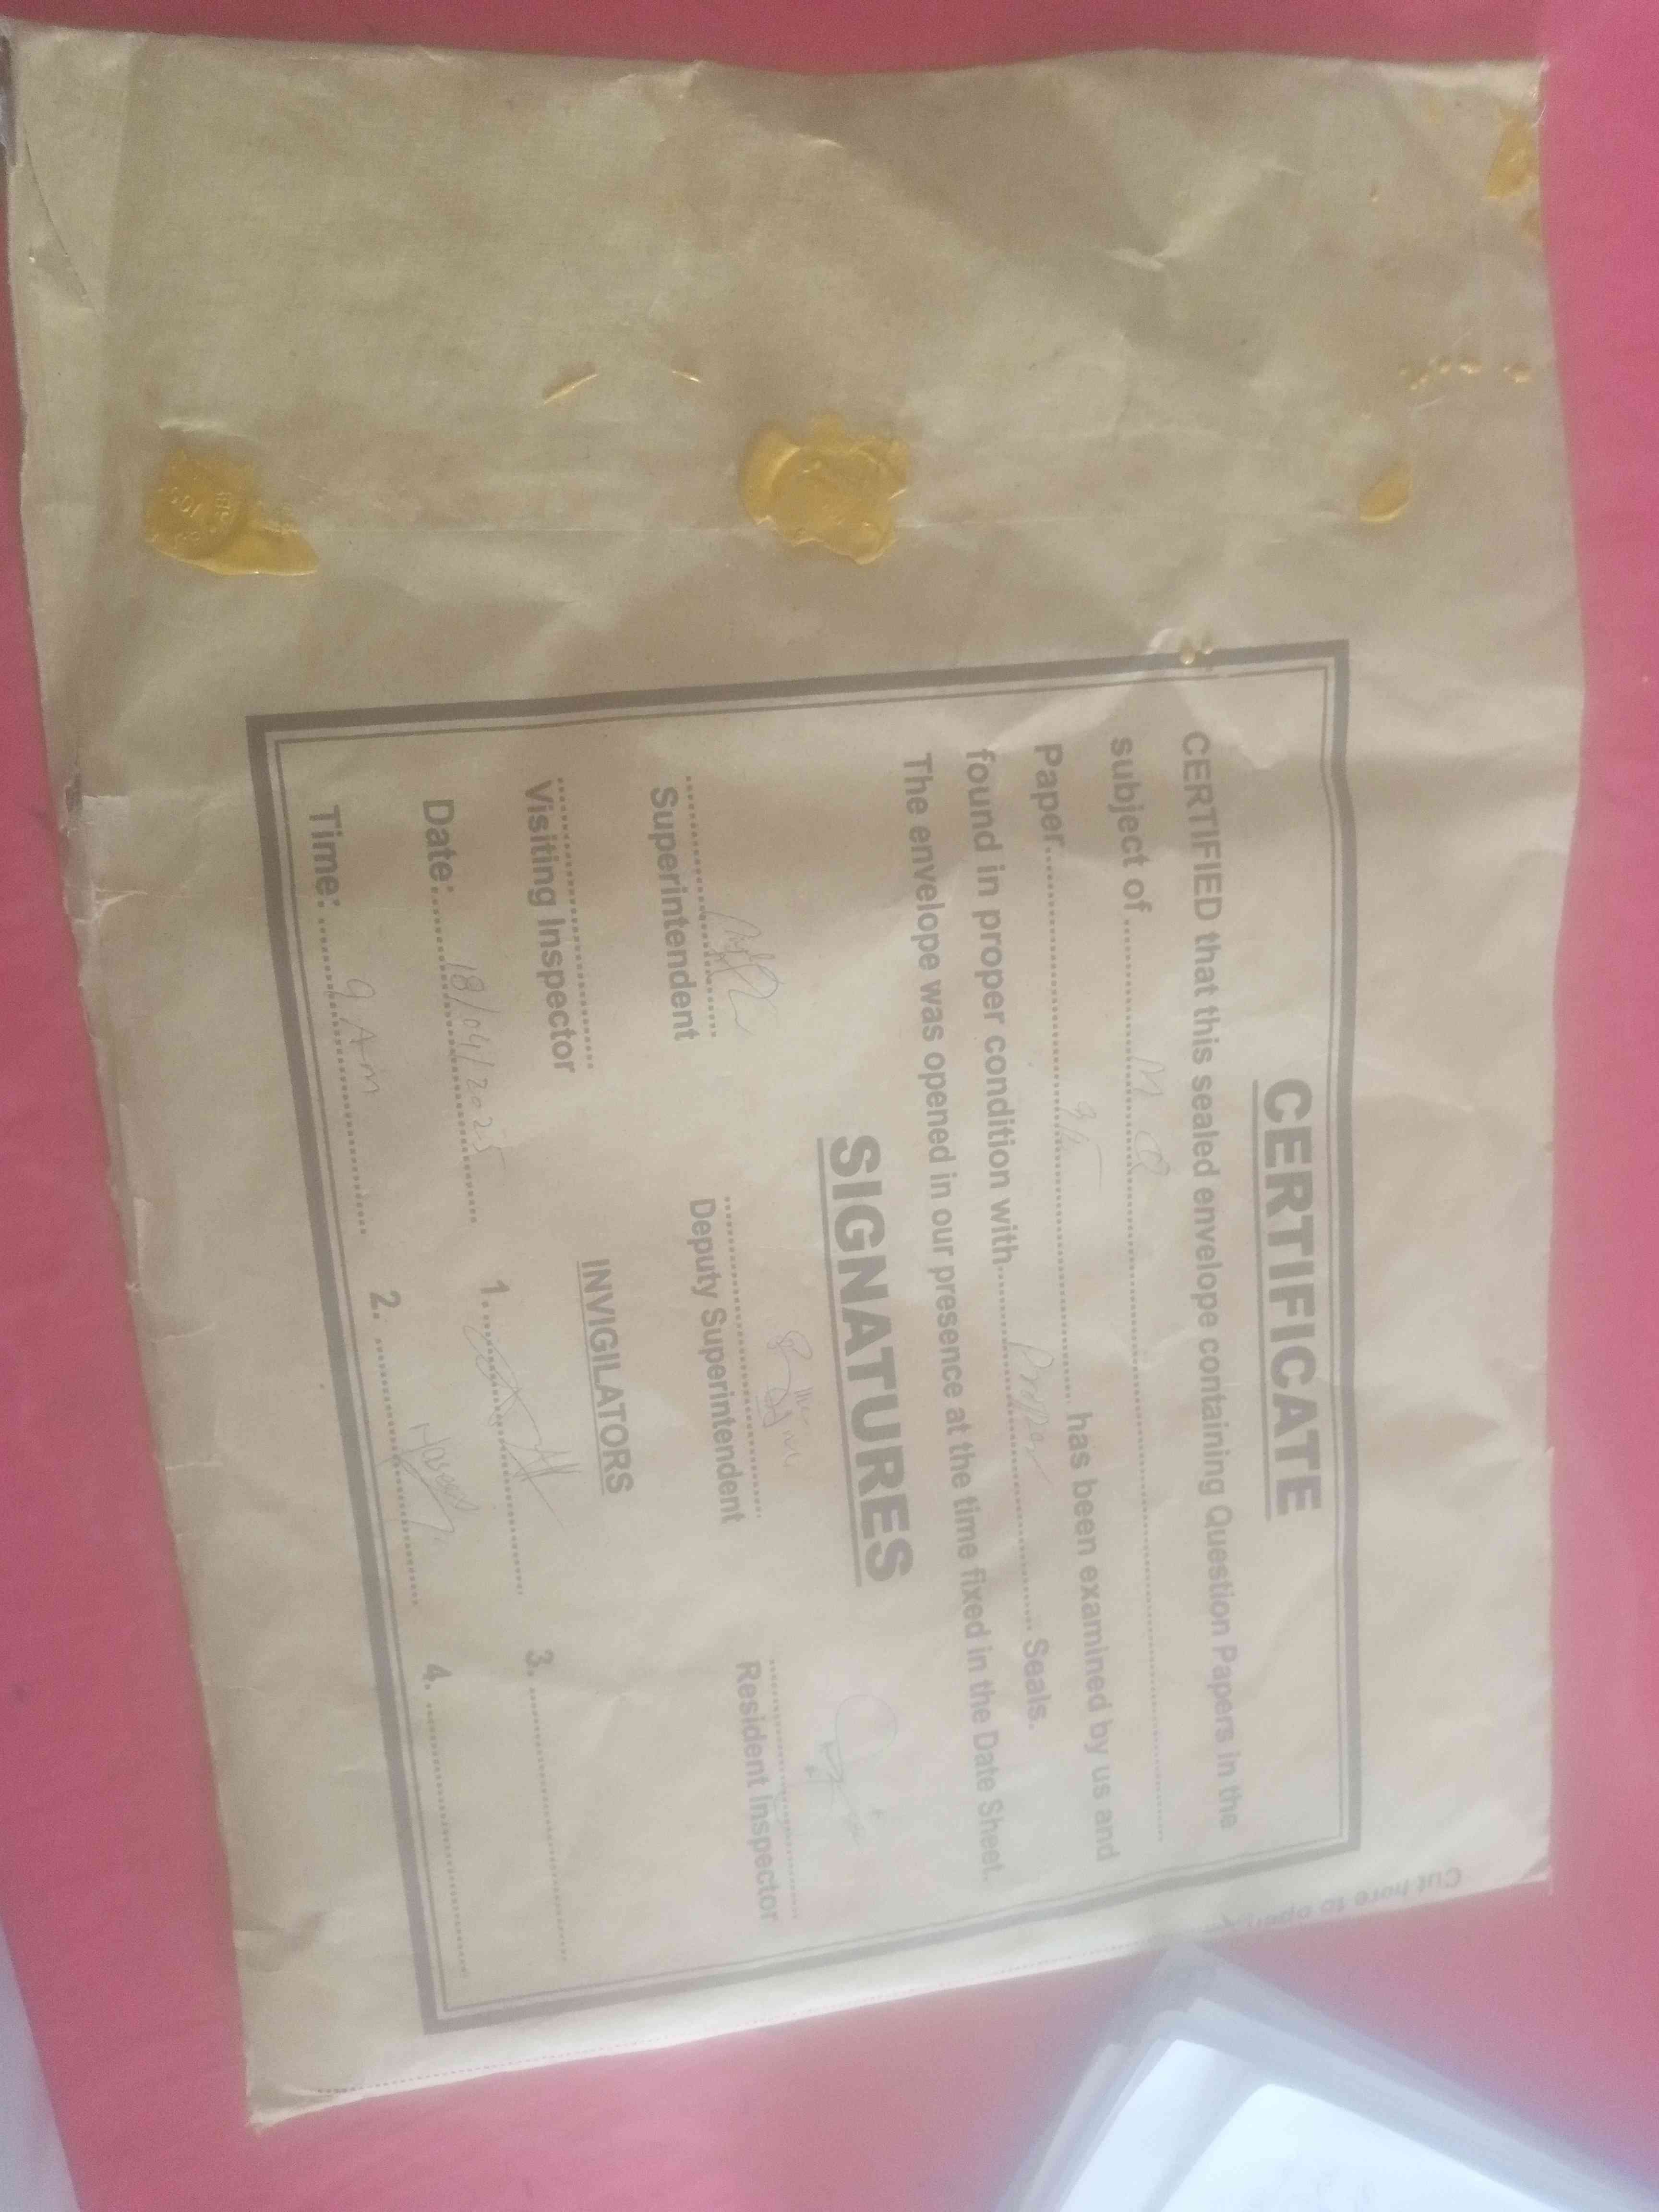 CERTIFICATE
CERTIFIED that this sealed envelope containing Question Papers in the
subject of .......... M Q ..........
Paper.................... has been examined by us and
found in proper condition with.......... Proper .......... Seals.
The envelope was opened in our presence at the time fixed in the Date Sheet.
SIGNATURES
Superintendent Deputy Superintendent Resident Inspector
Visiting Inspector
INVIGILATORS
Date:..... 18/04/2025 1. .......... 3. ..........
Time:..... 9 Am 2. .......... 4. ..........
Cut here to open